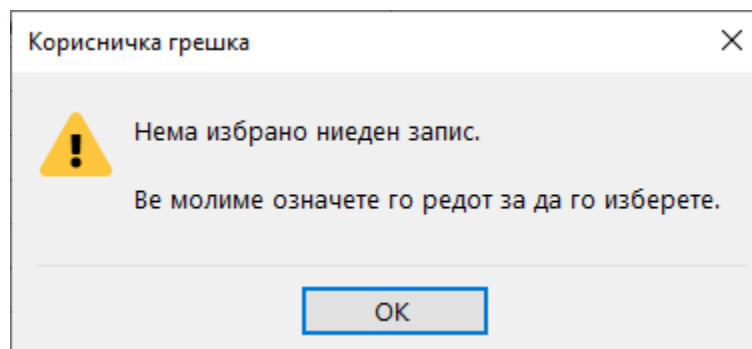 Корисничка грешка
Нема избрано ниеден запис.
Ве молиме означете го редот за да го изберете.
OK